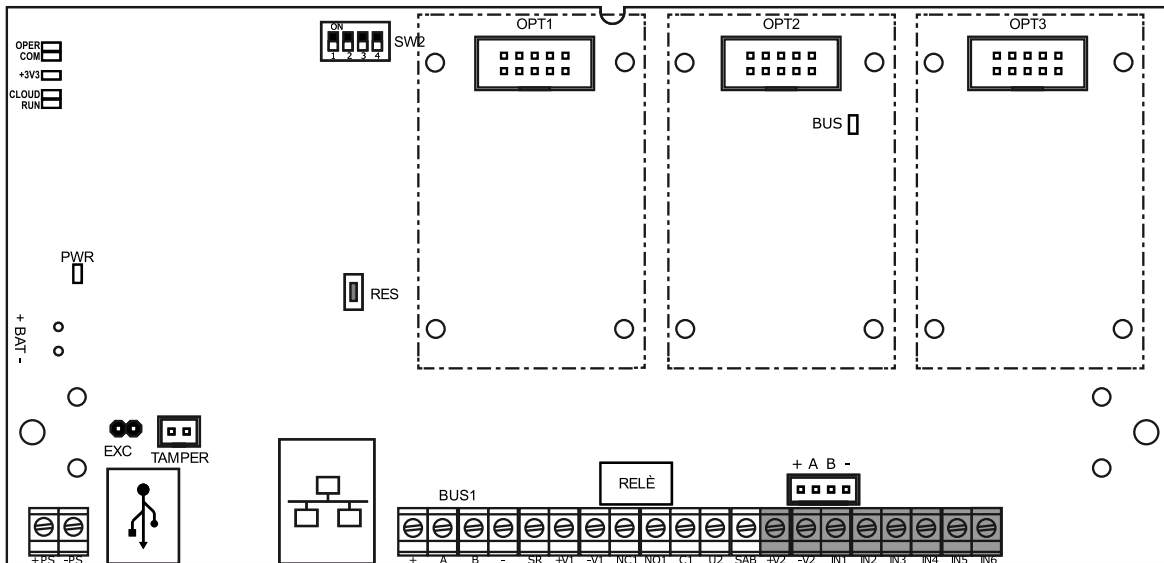 OPT1 OPT2 OPT3
ON
SW2
1 2 3 4
OPER
COM
+3V3
CLOUD
RUN
BUS
PWR
RES
+ BAT -
EXC
TAMPER
RELÈ
+ A B -
BUS1
+PS -PS
+ A B - SR +V1 -V1 NC1 NO1 C1 U2 SAB +V2 -V2 IN1 IN2 IN3 IN4 IN5 IN6